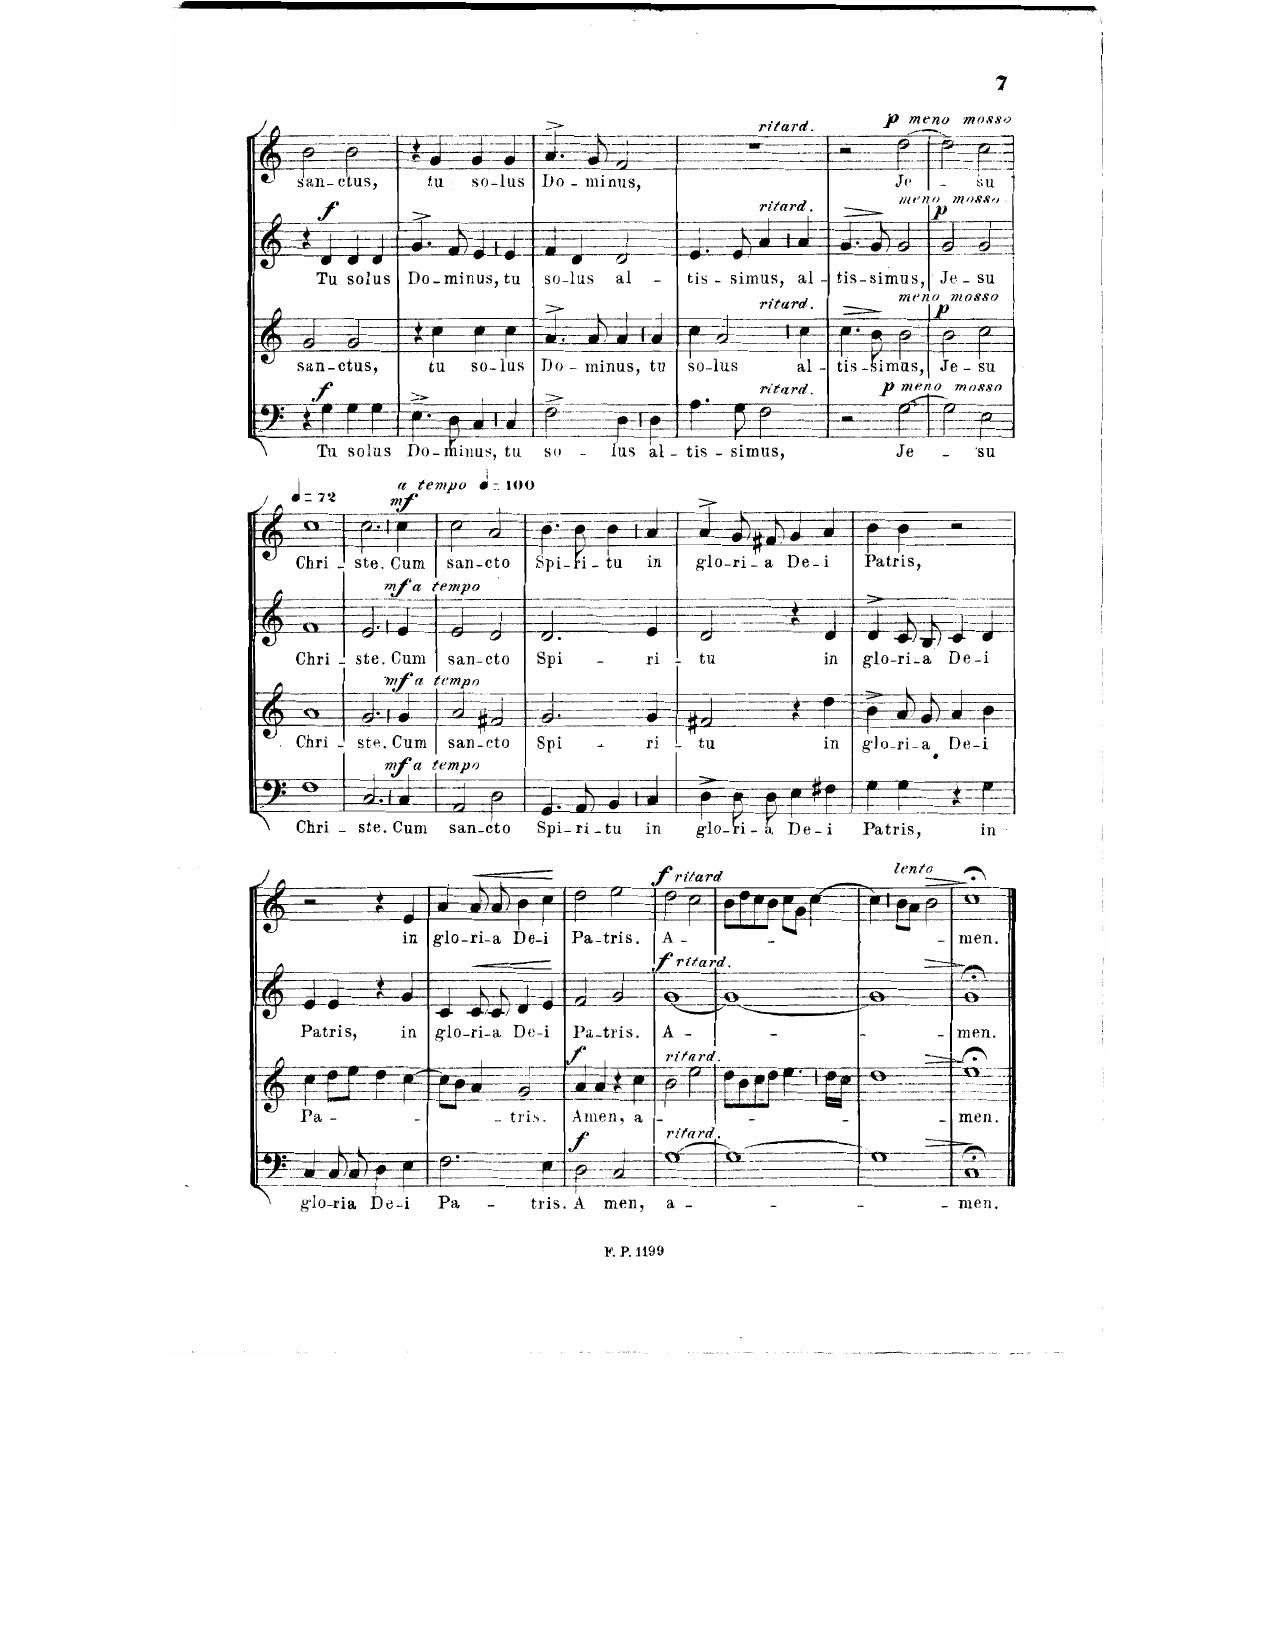 7
ritard.
p meno mosso
san-ctus, tu so-lus Do-minus, Je-su
f
ritard.
meno mosso
p
Tu solus Do-minus, tu so-lus al-tis-simus, al-tis-simus, Je-su
ritard.
meno mosso
p
san-ctus, tu so-lus Do-minus, tu so-lus al-tis-simus, Je-su
f
ritard.
p meno mosso
Tu solus Do-minus, tu so-lus al-tis-simus, Je-su
♩=72
a tempo ♩=100
mf
Chri-ste. Cum san-cto Spi-ri-tu in glo-ri-a De-i Patris,
mf a tempo
Chri-ste. Cum san-cto Spi-ri-tu in glo-ri-a De-i
mf a tempo
Chri-ste. Cum san-cto Spi-ri-tu in glo-ri-a De-i
mf a tempo
Chri-ste. Cum san-cto Spi-ri-tu in glo-ri-a De-i Patris, in
f ritard
lento
in glo-ri-a De-i Pa-tris. A-men.
f ritard.
Patris, in glo-ri-a De-i Pa-tris. A-men.
f
ritard.
Pa-tris. Amen, a-men.
f
ritard.
glo-ria De-i Pa-tris. A men, a-men.
F. P. 1199